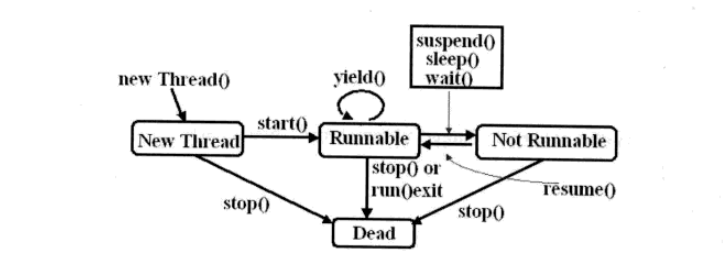 suspend()
sleep()
wait()
yield()
new Thread()
start()
New Thread
Runnable
Not Runnable
stop() or
run()exit
resume()
stop()
stop()
Dead